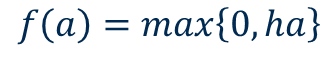 f(a) = max{0, ha}